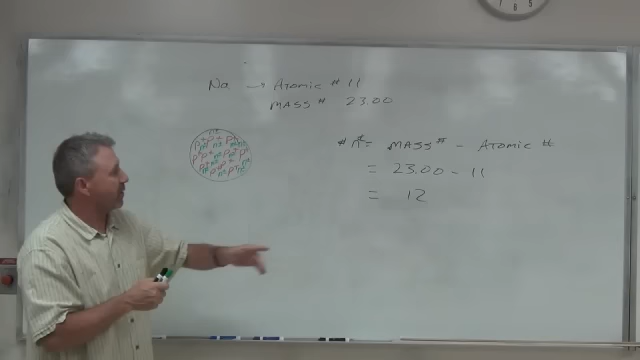 Na → Atomic # 11
MASS # 23.00
# n° = MASS # - ATOMIC #
= 23.00 - 11
= 12